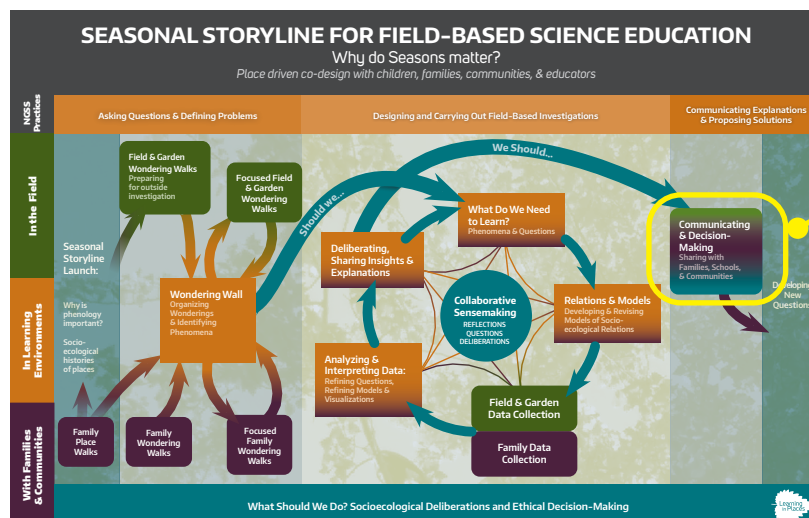 SEASONAL STORYLINE FOR FIELD-BASED SCIENCE EDUCATION
Why do Seasons matter?
Place driven co-design with children, families, communities, & educators
NGSS
Practices
Asking Questions & Defining Problems
Designing and Carrying Out Field-Based Investigations
Communicating Explanations
& Proposing Solutions
In the Field
In Learning
Environments
With Families
& Communities
Seasonal
Storyline
Launch:
Why is
phenology
important?
Socio-
ecological
histories
of places
Field & Garden
Wondering Walks
Preparing
for outside
investigation
Focused Field
& Garden
Wondering
Walks
Wondering Wall
Organizing
Wonderings
& Identifying
Phenomena
Family
Place
Walks
Family
Wondering
Walks
Focused
Family
Wondering
Walks
Should we...
We Should...
What Do We Need
to Learn?
Phenomena & Questions
Deliberating,
Sharing Insights &
Explanations
Collaborative
Sensemaking
REFLECTIONS
QUESTIONS
DELIBERATIONS
Relations & Models
Developing & Revising
Models of Socio-
ecological Relations
Analyzing &
Interpreting Data:
Refining Questions,
Refining Models &
Visualizations
Field & Garden
Data Collection
Family Data
Collection
Communicating
& Decision-
Making
Sharing with
Families, Schools,
& Communities
Developing
New
Questions
What Should We Do? Socioecological Deliberations and Ethical Decision-Making
Learning
in Places